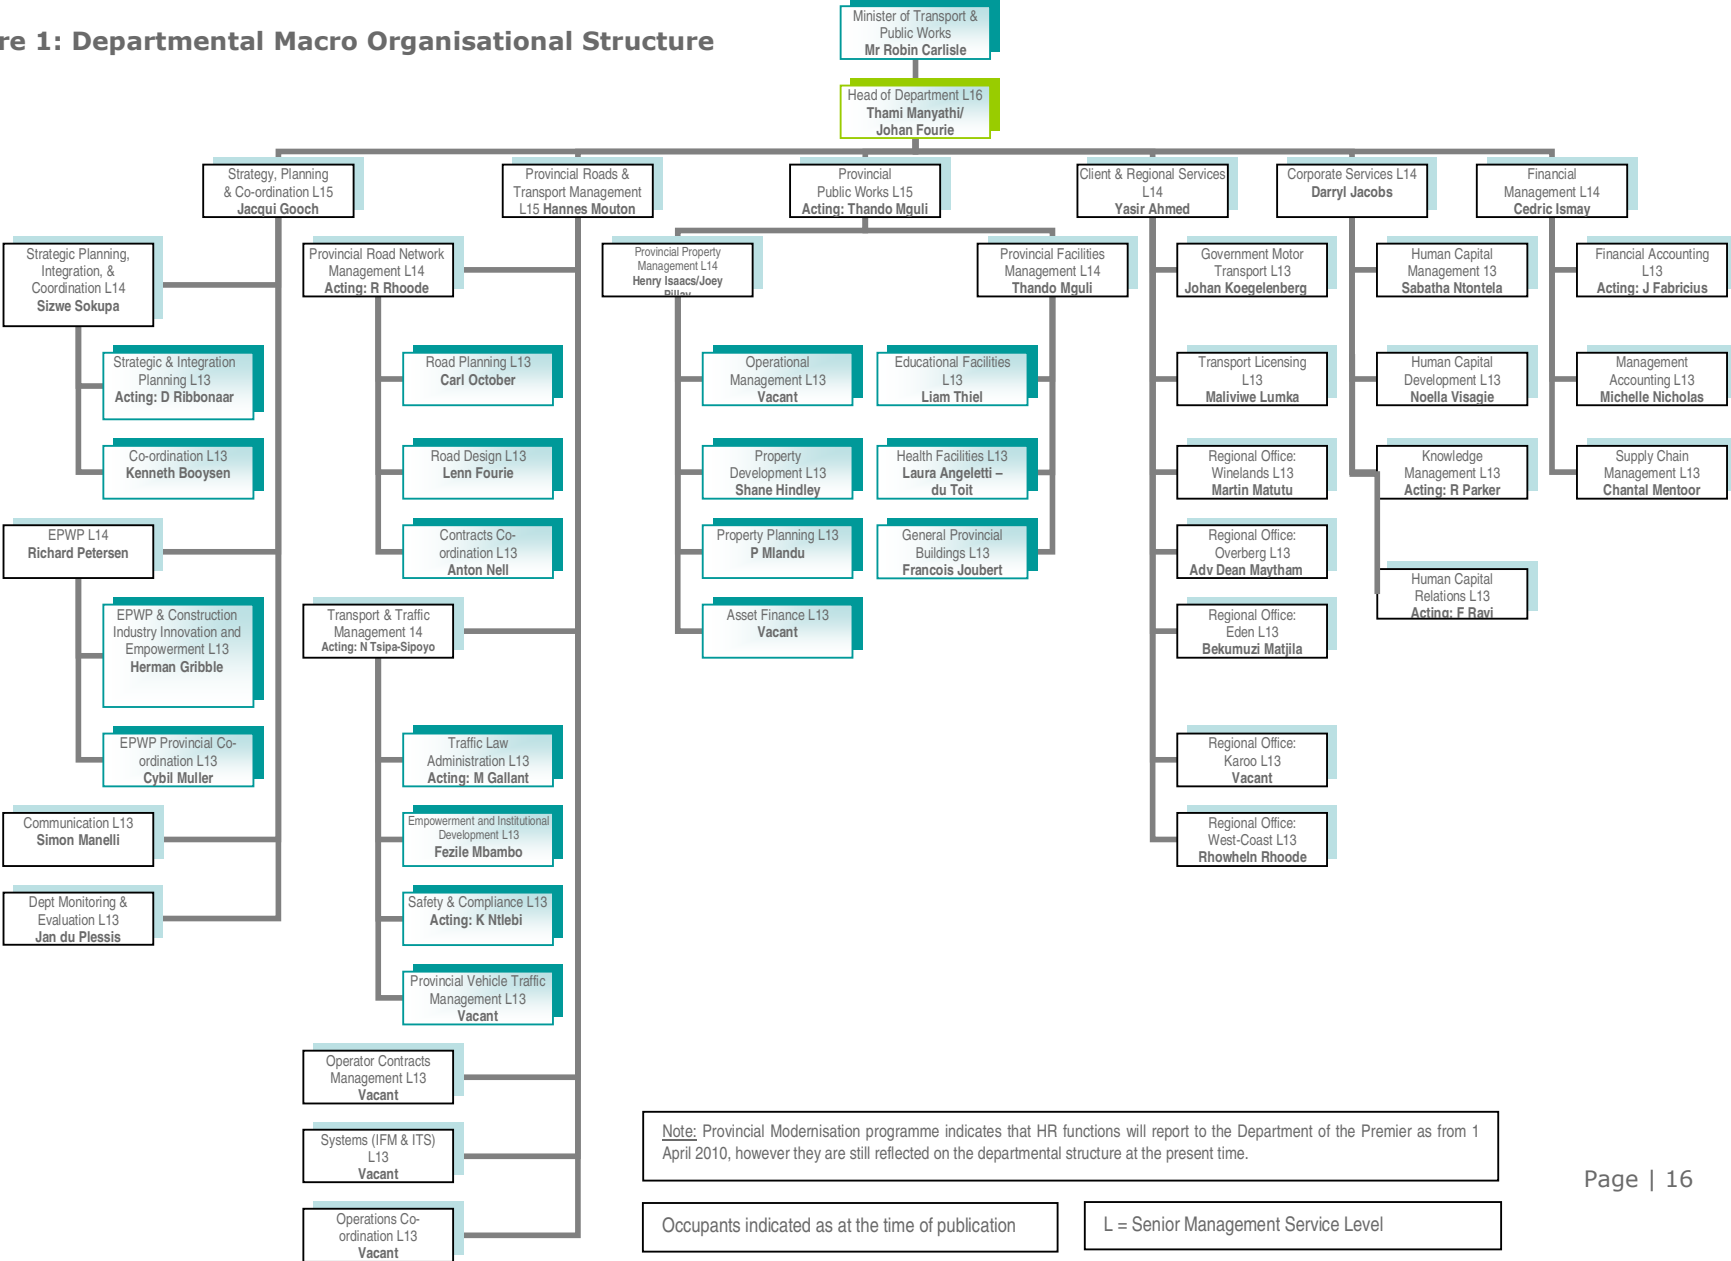 re 1: Departmental Macro Organisational Structure
Minister of Transport &
Public Works
Mr Robin Carlisle
Head of Department L16
Thami Manyathi/
Johan Fourie
Strategy, Planning
& Co-ordination L15
Jacqui Gooch
Provincial Roads &
Transport Management
L15 Hannes Mouton
Provincial
Public Works L15
Acting: Thando Mguli
Client & Regional Services
L14
Yasir Ahmed
Corporate Services L14
Darryl Jacobs
Financial
Management L14
Cedric Ismay
Strategic Planning,
Integration, &
Coordination L14
Sizwe Sokupa
Strategic & Integration
Planning L13
Acting: D Ribbonaar
Co-ordination L13
Kenneth Booysen
EPWP L14
Richard Petersen
EPWP & Construction
Industry Innovation and
Empowerment L13
Herman Gribble
EPWP Provincial Co-
ordination L13
Cybil Muller
Communication L13
Simon Manelli
Dept Monitoring &
Evaluation L13
Jan du Plessis
Provincial Road Network
Management L14
Acting: R Rhoode
Road Planning L13
Carl October
Road Design L13
Lenn Fourie
Contracts Co-
ordination L13
Anton Nell
Transport & Traffic
Management 14
Acting: N Tsipa-Sipoyo
Traffic Law
Administration L13
Acting: M Gallant
Empowerment and Institutional
Development L13
Fezile Mbambo
Safety & Compliance L13
Acting: K Ntlebi
Provincial Vehicle Traffic
Management L13
Vacant
Operator Contracts
Management L13
Vacant
Systems (IFM & ITS)
L13
Vacant
Operations Co-
ordination L13
Vacant
Provincial Property
Management L14
Henry Isaacs/Joey
Pillay
Operational
Management L13
Vacant
Property
Development L13
Shane Hindley
Property Planning L13
P Mlandu
Asset Finance L13
Vacant
Provincial Facilities
Management L14
Thando Mguli
Educational Facilities
L13
Liam Thiel
Health Facilities L13
Laura Angeletti –
du Toit
General Provincial
Buildings L13
Francois Joubert
Government Motor
Transport L13
Johan Koegelenberg
Transport Licensing
L13
Maliviwe Lumka
Regional Office:
Winelands L13
Martin Matutu
Regional Office:
Overberg L13
Adv Dean Maytham
Regional Office:
Eden L13
Bekumuzi Matjila
Regional Office:
Karoo L13
Vacant
Regional Office:
West-Coast L13
Rhowheln Rhoode
Human Capital
Management 13
Sabatha Ntontela
Human Capital
Development L13
Noella Visagie
Knowledge
Management L13
Acting: R Parker
Human Capital
Relations L13
Acting: F Ravi
Financial Accounting
L13
Acting: J Fabricius
Management
Accounting L13
Michelle Nicholas
Supply Chain
Management L13
Chantal Mentoor
Note: Provincial Modernisation programme indicates that HR functions will report to the Department of the Premier as from 1
April 2010, however they are still reflected on the departmental structure at the present time.
Occupants indicated as at the time of publication
L = Senior Management Service Level
Page | 16